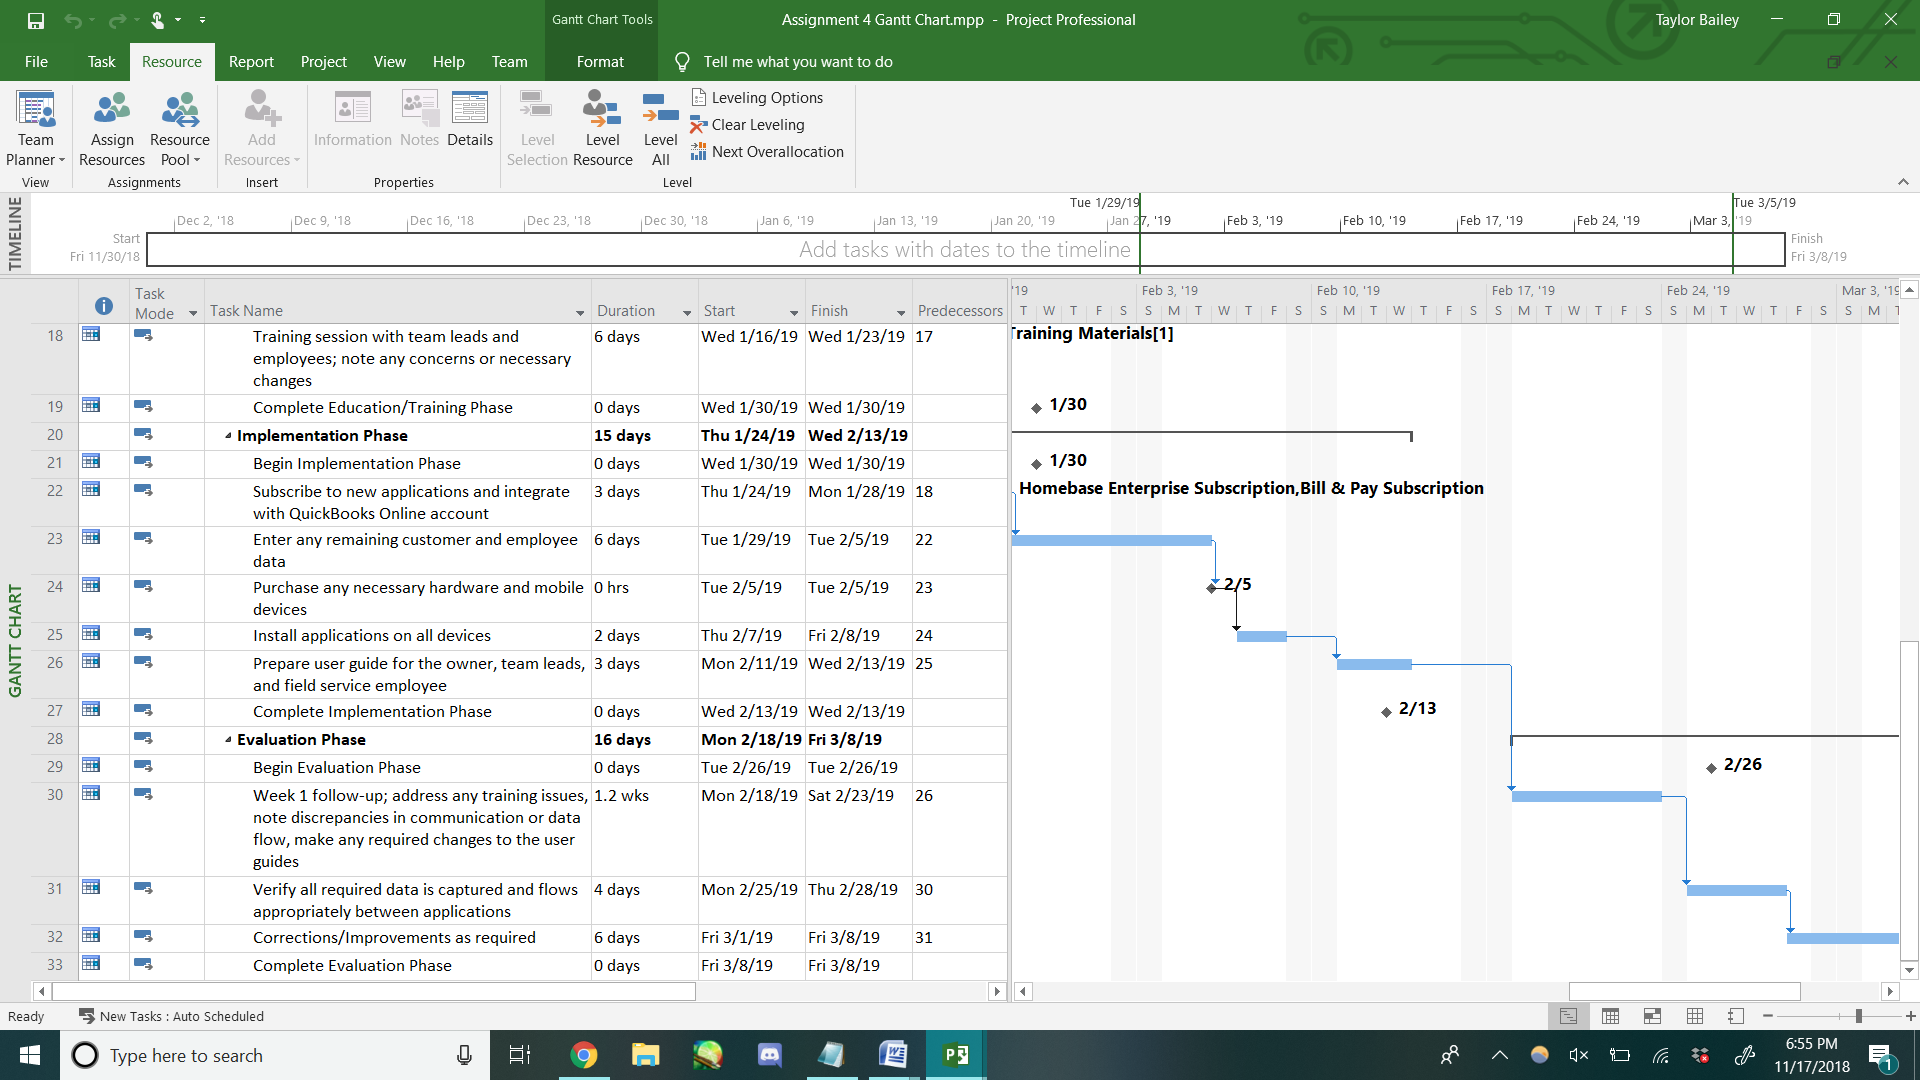 Gantt Chart Tools
Assignment 4 Gantt Chart.mpp - Project Professional
Taylor Bailey
File Task Resource Report Project View Help Team Format Tell me what you want to do
Team Planner
View
Assign Resources
Resource Pool
Assignments
Add Resources
Insert
Information
Notes
Details
Properties
Level Selection
Level Resource
Level All
Leveling Options
Clear Leveling
Next Overallocation
Level
TIMELINE
Tue 1/29/19
Tue 3/5/19
Dec 2, '18 Dec 9, '18 Dec 16, '18 Dec 23, '18 Dec 30, '18 Jan 6, '19 Jan 13, '19 Jan 20, '19 Jan 27, '19 Feb 3, '19 Feb 10, '19 Feb 17, '19 Feb 24, '19 Mar 3, '19
Start
Fri 11/30/18
Add tasks with dates to the timeline
Finish
Fri 3/8/19
GANTT CHART
Task Mode
Task Name
Duration
Start
Finish
Predecessors
'19 Feb 3, '19 Feb 10, '19 Feb 17, '19 Feb 24, '19 Mar 3, '19
T W T F S S M T W T F S S M T W T F S S M T W T F S S M T W T F S S M T
18 Training session with team leads and 6 days Wed 1/16/19 Wed 1/23/19 17
employees; note any concerns or necessary
changes
Training Materials[1]
19 Complete Education/Training Phase 0 days Wed 1/30/19 Wed 1/30/19
1/30
20 Implementation Phase 15 days Thu 1/24/19 Wed 2/13/19
21 Begin Implementation Phase 0 days Wed 1/30/19 Wed 1/30/19
1/30
22 Subscribe to new applications and integrate 3 days Thu 1/24/19 Mon 1/28/19 18
with QuickBooks Online account
Homebase Enterprise Subscription,Bill & Pay Subscription
23 Enter any remaining customer and employee 6 days Tue 1/29/19 Tue 2/5/19 22
data
24 Purchase any necessary hardware and mobile 0 hrs Tue 2/5/19 Tue 2/5/19 23
devices
2/5
25 Install applications on all devices 2 days Thu 2/7/19 Fri 2/8/19 24
26 Prepare user guide for the owner, team leads, 3 days Mon 2/11/19 Wed 2/13/19 25
and field service employee
27 Complete Implementation Phase 0 days Wed 2/13/19 Wed 2/13/19
2/13
28 Evaluation Phase 16 days Mon 2/18/19 Fri 3/8/19
29 Begin Evaluation Phase 0 days Tue 2/26/19 Tue 2/26/19
2/26
30 Week 1 follow-up; address any training issues, 1.2 wks Mon 2/18/19 Sat 2/23/19 26
note discrepancies in communication or data
flow, make any required changes to the user
guides
31 Verify all required data is captured and flows 4 days Mon 2/25/19 Thu 2/28/19 30
appropriately between applications
32 Corrections/Improvements as required 6 days Fri 3/1/19 Fri 3/8/19 31
33 Complete Evaluation Phase 0 days Fri 3/8/19 Fri 3/8/19
Ready New Tasks : Auto Scheduled
Type here to search
6:55 PM
11/17/2018
1